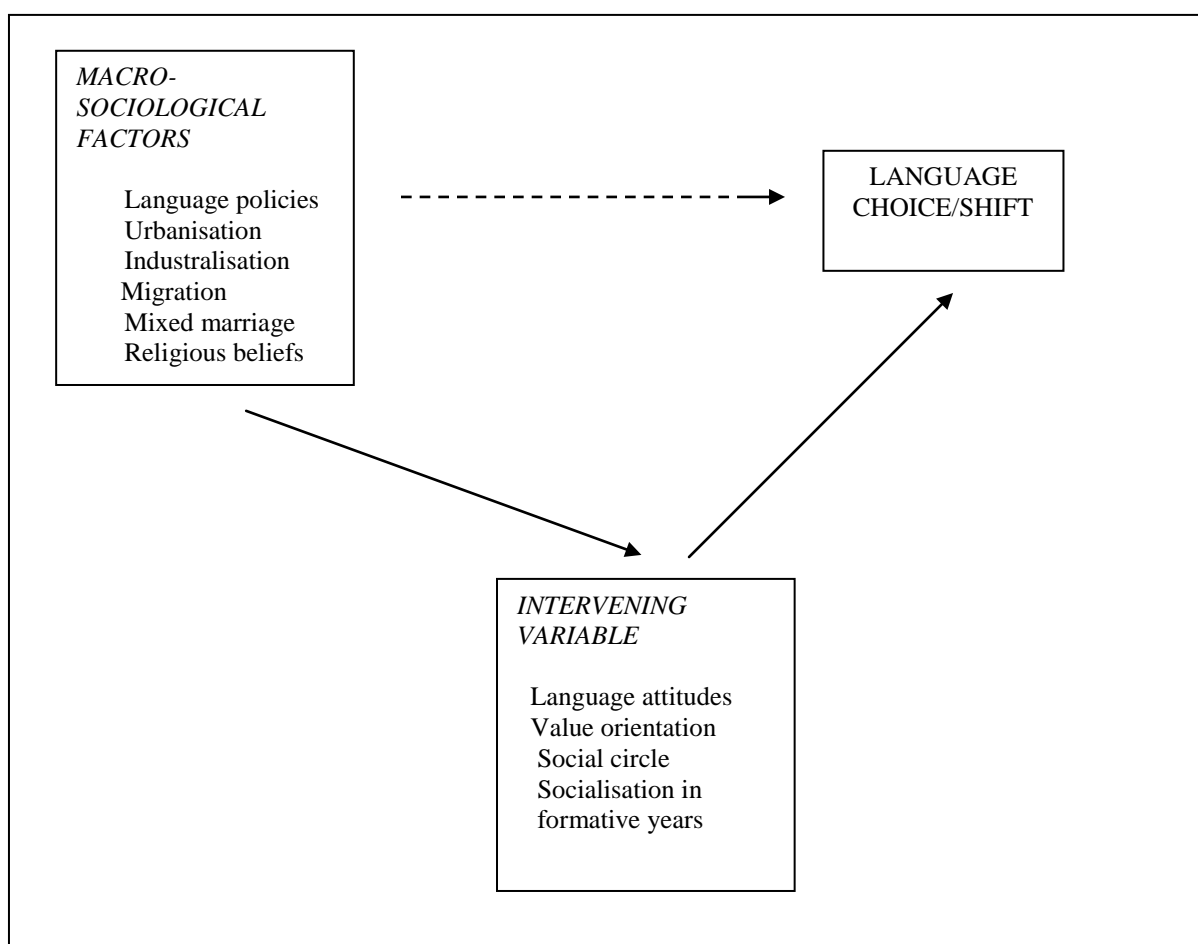 MACRO-
SOCIOLOGICAL
FACTORS
Language policies
Urbanisation
Industralisation
Migration
Mixed marriage
Religious beliefs
LANGUAGE
CHOICE/SHIFT
INTERVENING
VARIABLE
Language attitudes
Value orientation
Social circle
Socialisation in
formative years